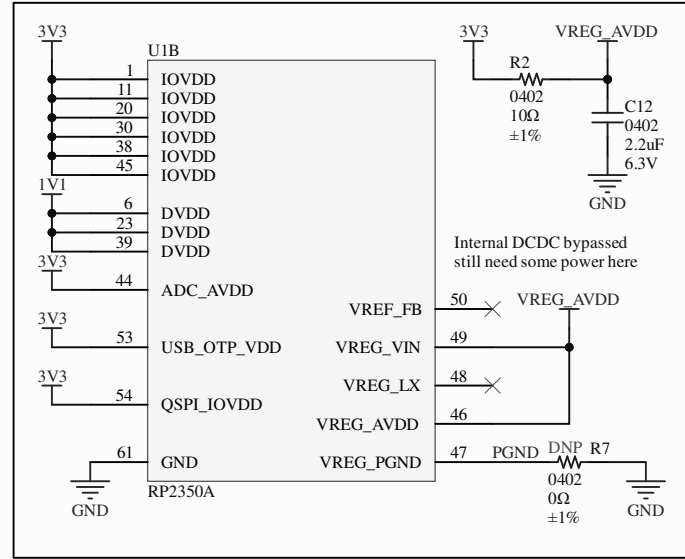 3V3
U1B
1 IOVDD
11 IOVDD
20 IOVDD
30 IOVDD
38 IOVDD
45 IOVDD
1V1
6 DVDD
23 DVDD
39 DVDD
3V3
44 ADC_AVDD
3V3
53 USB_OTP_VDD
3V3
54 QSPI_IOVDD
61 GND
GND
RP2350A
VREF_FB 50
VREG_VIN 49
VREG_LX 48
VREG_AVDD 46
VREG_PGND 47
3V3
R2
0402
10Ω
±1%
VREG_AVDD
C12
0402
2.2uF
6.3V
GND
Internal DCDC bypassed
still need some power here
VREG_AVDD
PGND
DNP R7
0402
0Ω
±1%
GND